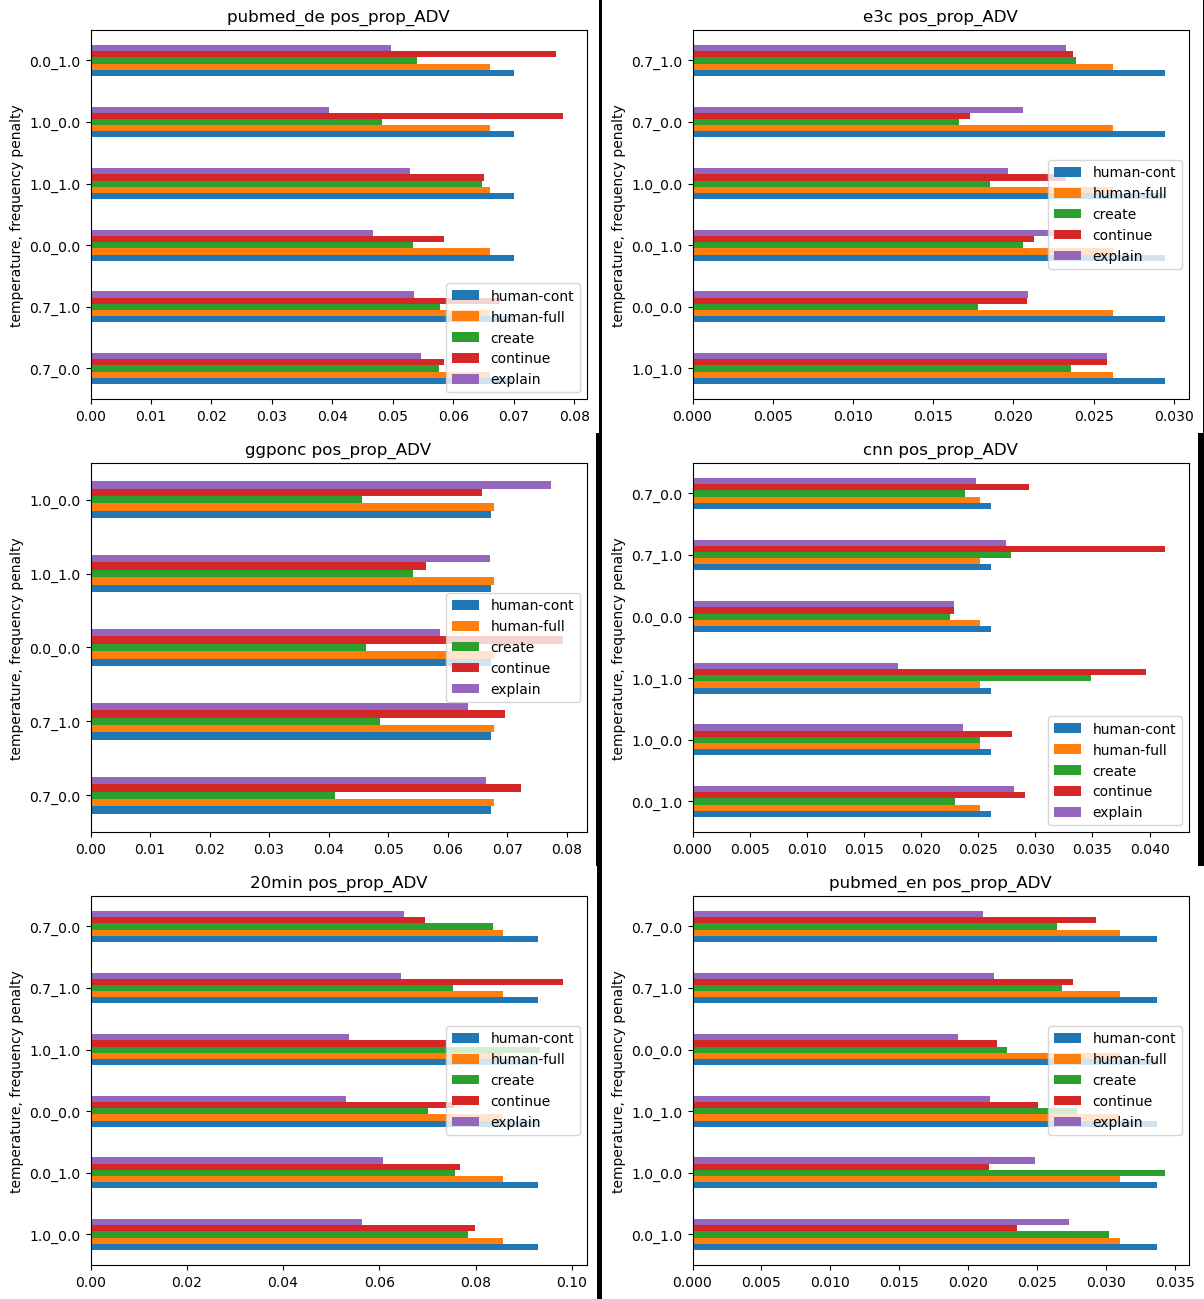 pubmed_de pos_prop_ADV
temperature, frequency penalty
0.0_1.0
1.0_0.0
1.0_1.0
0.0_0.0
0.7_1.0
0.7_0.0
human-cont
human-full
create
continue
explain
0.00 0.01 0.02 0.03 0.04 0.05 0.06 0.07 0.08
e3c pos_prop_ADV
temperature, frequency penalty
0.7_1.0
0.7_0.0
1.0_0.0
0.0_1.0
0.0_0.0
1.0_1.0
human-cont
human-full
create
continue
explain
0.000 0.005 0.010 0.015 0.020 0.025 0.030
ggponc pos_prop_ADV
temperature, frequency penalty
1.0_0.0
1.0_1.0
0.0_0.0
0.7_1.0
0.7_0.0
human-cont
human-full
create
continue
explain
0.00 0.01 0.02 0.03 0.04 0.05 0.06 0.07 0.08
cnn pos_prop_ADV
temperature, frequency penalty
0.7_0.0
0.7_1.0
0.0_0.0
1.0_1.0
1.0_0.0
0.0_1.0
human-cont
human-full
create
continue
explain
0.000 0.005 0.010 0.015 0.020 0.025 0.030 0.035 0.040
20min pos_prop_ADV
temperature, frequency penalty
0.7_0.0
0.7_1.0
1.0_1.0
0.0_0.0
0.0_1.0
1.0_0.0
human-cont
human-full
create
continue
explain
0.00 0.02 0.04 0.06 0.08 0.10
pubmed_en pos_prop_ADV
temperature, frequency penalty
0.7_0.0
0.7_1.0
0.0_0.0
1.0_1.0
1.0_0.0
0.0_1.0
human-cont
human-full
create
continue
explain
0.000 0.005 0.010 0.015 0.020 0.025 0.030 0.035